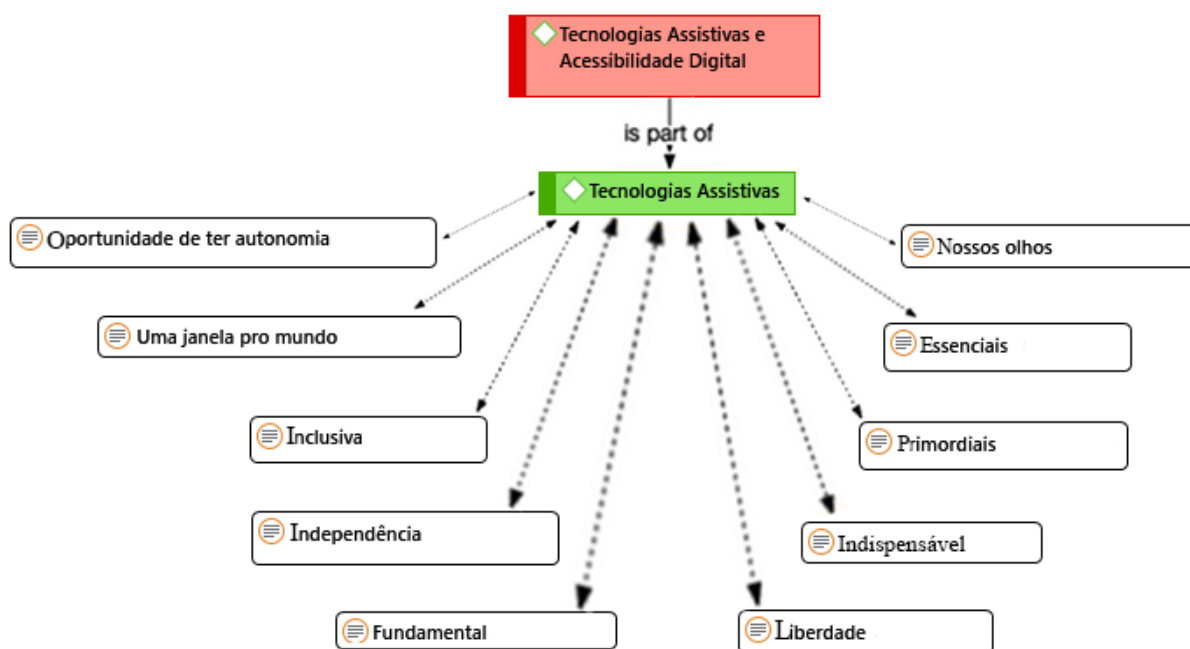 Tecnologias Assistivas e
Acessibilidade Digital
is part of
Tecnologias Assistivas
Oportunidade de ter autonomia
Nossos olhos
Uma janela pro mundo
Essenciais
Inclusiva
Primordiais
Independência
Indispensável
Fundamental
Liberdade